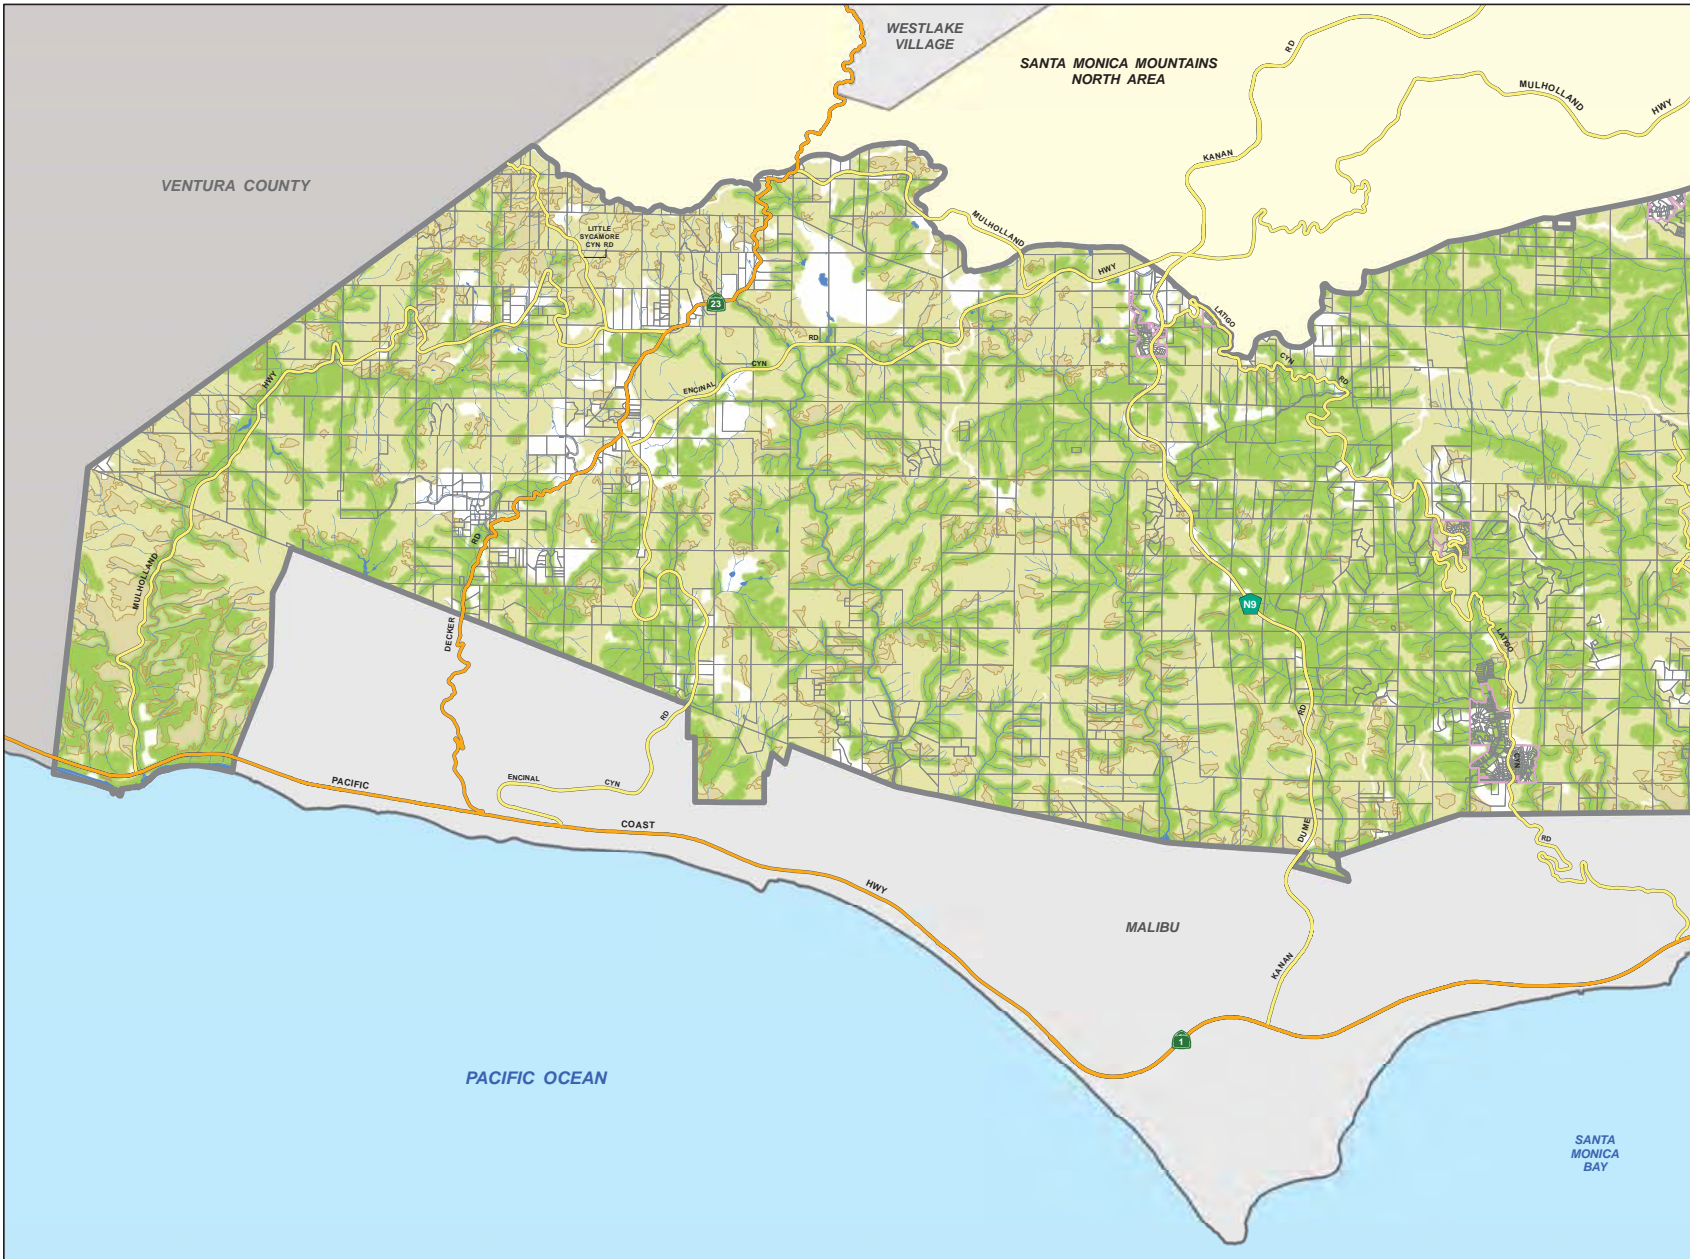 WESTLAKE
VILLAGE
RD
SANTA MONICA MOUNTAINS
NORTH AREA
MULHOLLAND
HWY
KANAN
VENTURA COUNTY
MULHOLLAND
LITTLE
SYCAMORE
CYN RD
HWY
23
LATIGO
RD
CYN
CYN
RD
ENCINAL
HWY
RD
MULHOLLAND
N9
DECKER
LATIGO
RD
RD
CYN
ENCINAL
CYN
PACIFIC
COAST
DUME
RD
HWY
MALIBU
KANAN
1
PACIFIC OCEAN
SANTA
MONICA
BAY